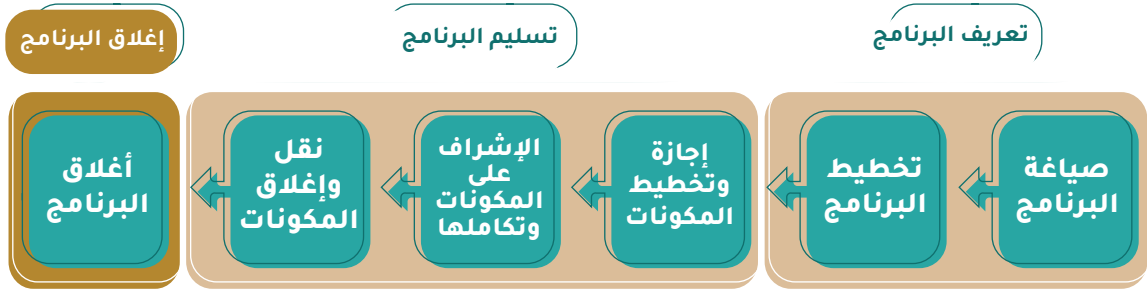 تعريف البرنامج
تسليم البرنامج
إغلاق البرنامج
صياغة
البرنامج
تخطيط
البرنامج
إجازة
وتخطيط
المكونات
الإشراف
على
المكونات
وتكاملها
نقل
وإغلاق
المكونات
أغلاق
البرنامج